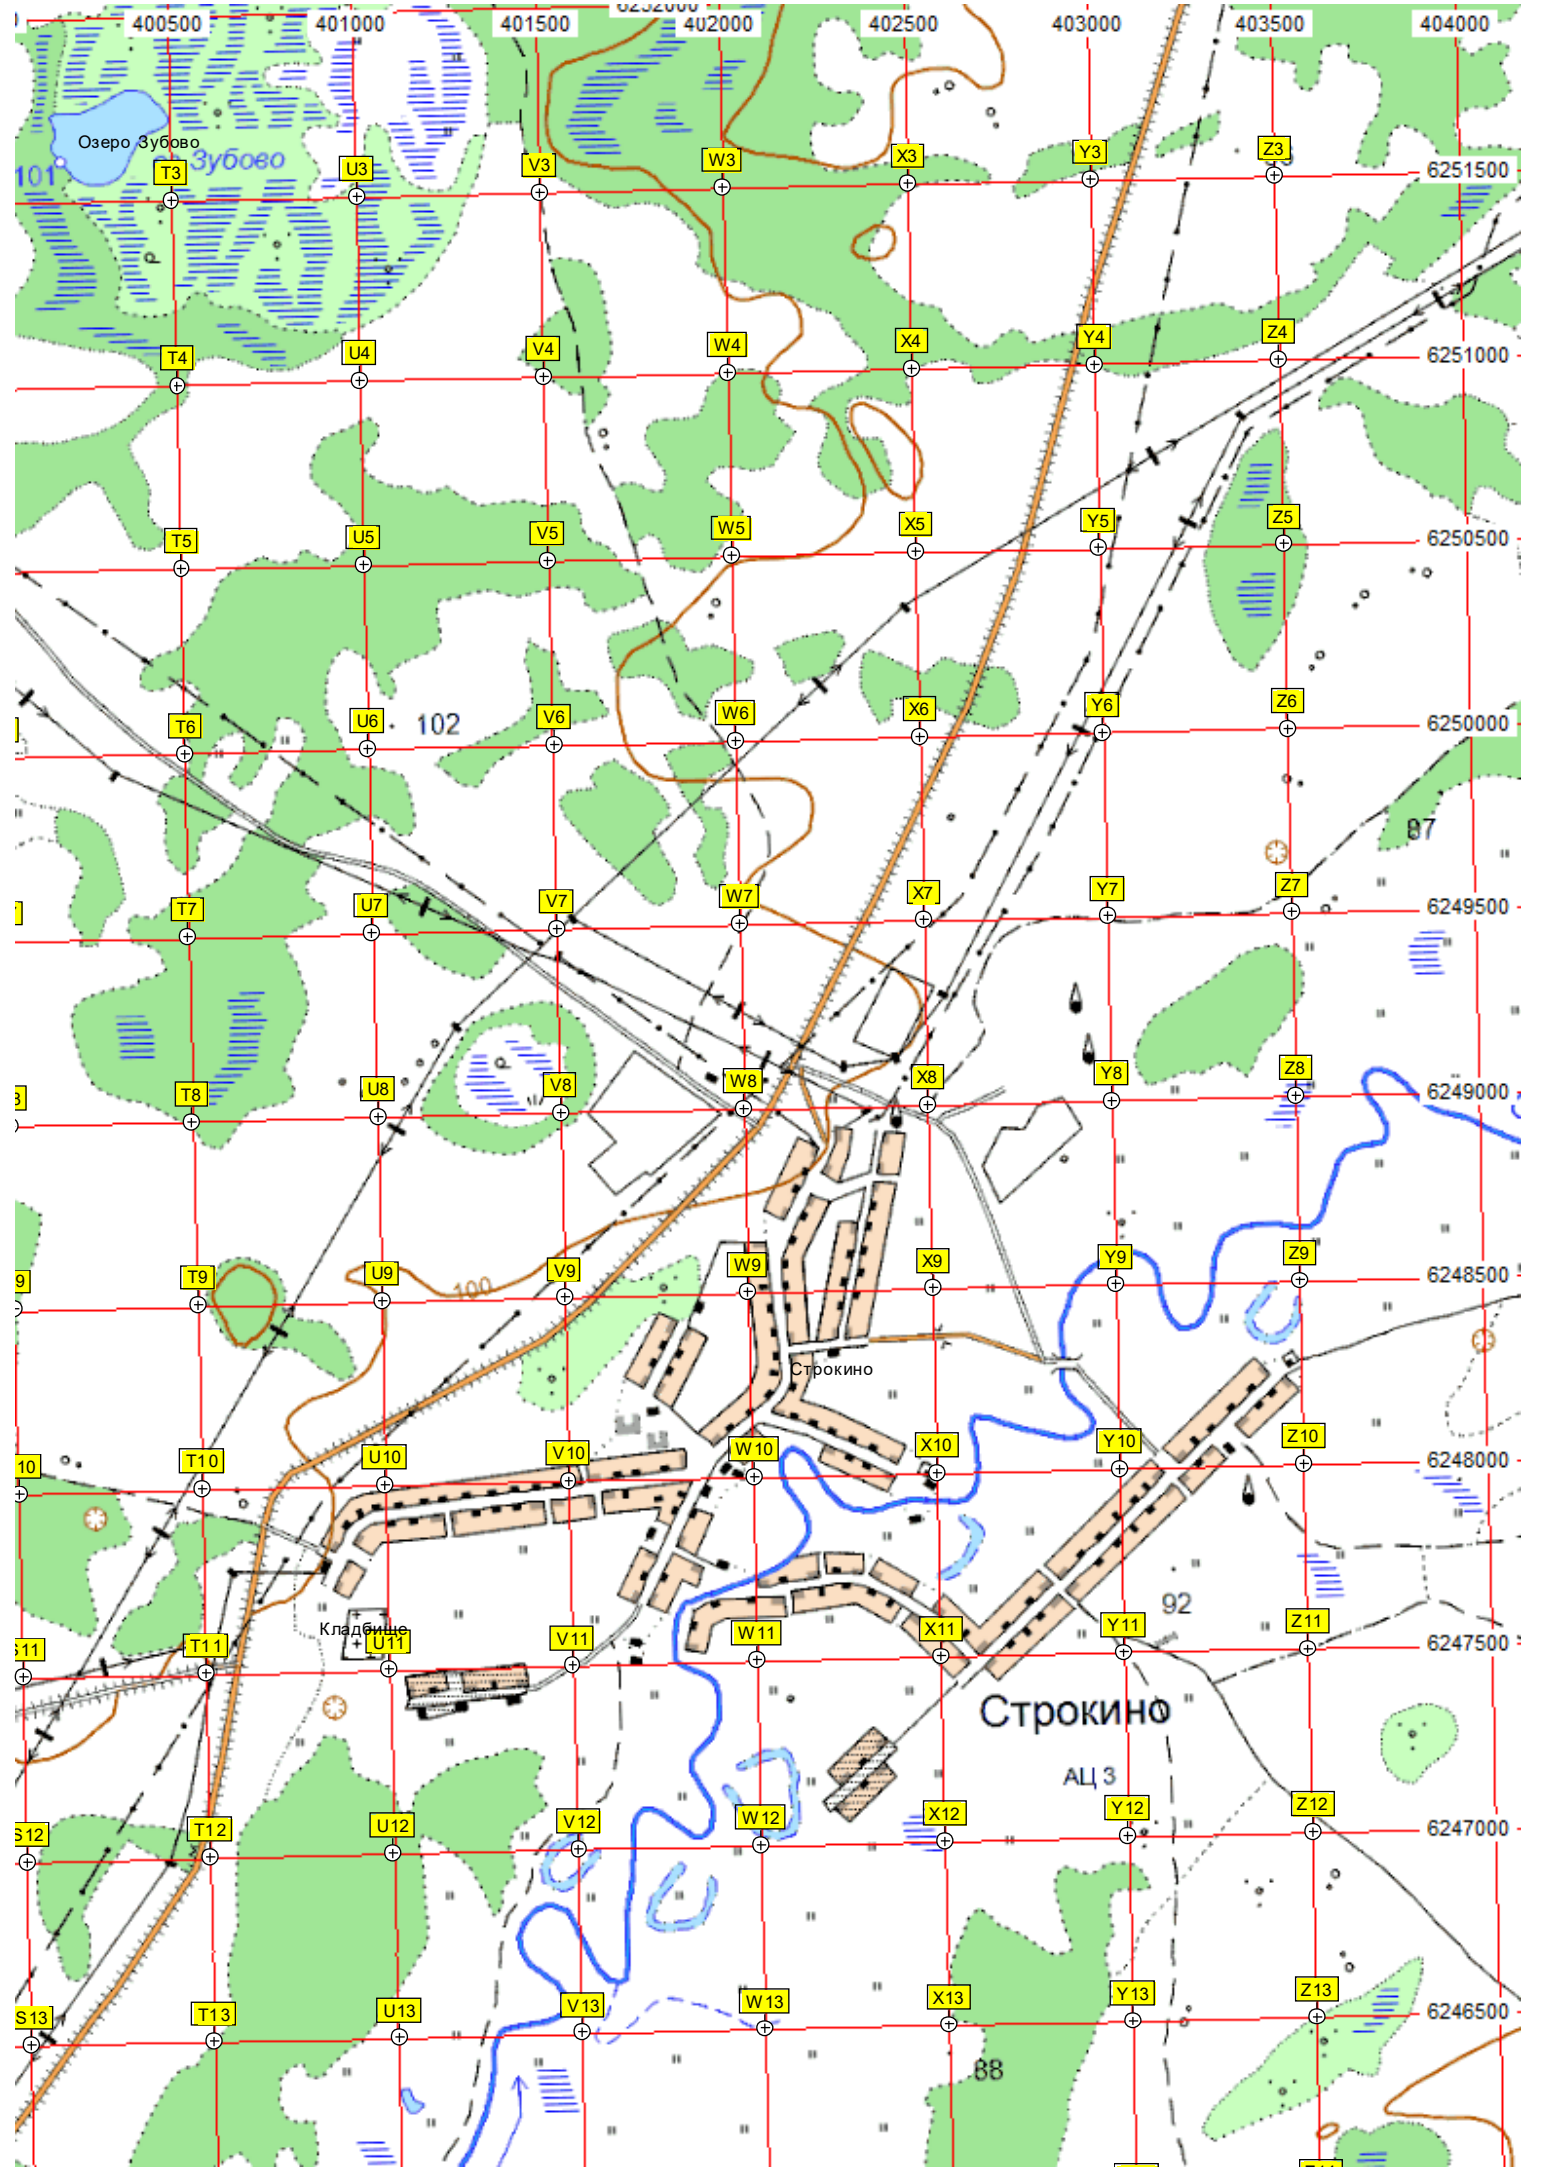 6252000
400500 401000 401500 402000 402500 403000 403500 404000
Озеро Зубово
Зубово
101
T3 U3 V3 W3 X3 Y3 Z3
6251500
T4 U4 V4 W4 X4 Y4 Z4
6251000
T5 U5 V5 W5 X5 Y5 Z5
6250500
T6 U6 V6 W6 X6 Y6 Z6
6250000
102
97
T7 U7 V7 W7 X7 Y7 Z7
6249500
T8 U8 V8 W8 X8 Y8 Z8
6249000
T9 U9 V9 W9 X9 Y9 Z9
6248500
100
Строкино
T10 U10 V10 W10 X10 Y10 Z10
6248000
92
Кладбище
S11 T11 U11 V11 W11 X11 Y11 Z11
6247500
Строкино
АЦ 3
S12 T12 U12 V12 W12 X12 Y12 Z12
6247000
S13 T13 U13 V13 W13 X13 Y13 Z13
6246500
88